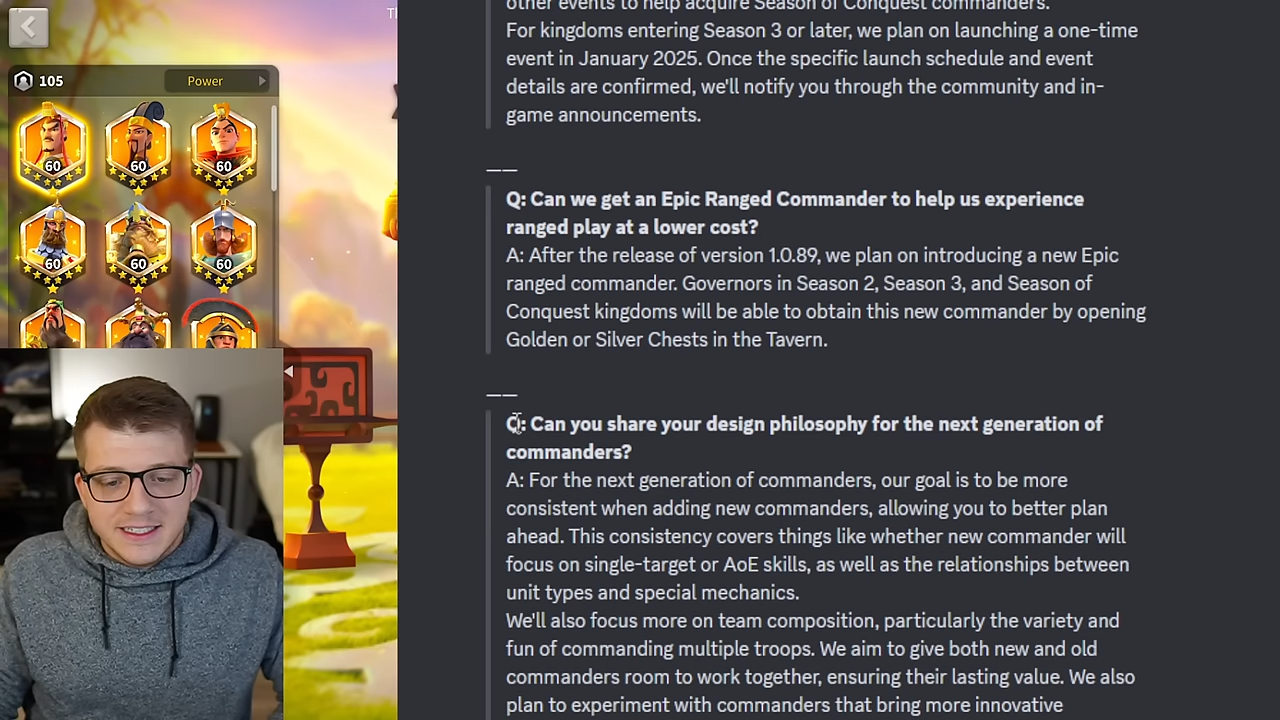 105
Power
60
60
60
60
60
60
other events to help acquire Season of Conquest commanders.
For kingdoms entering Season 3 or later, we plan on launching a one-time
event in January 2025. Once the specific launch schedule and event
details are confirmed, we'll notify you through the community and in-
game announcements.
Q: Can we get an Epic Ranged Commander to help us experience
ranged play at a lower cost?
A: After the release of version 1.0.89, we plan on introducing a new Epic
ranged commander. Governors in Season 2, Season 3, and Season of
Conquest kingdoms will be able to obtain this new commander by opening
Golden or Silver Chests in the Tavern.
Q: Can you share your design philosophy for the next generation of
commanders?
A: For the next generation of commanders, our goal is to be more
consistent when adding new commanders, allowing you to better plan
ahead. This consistency covers things like whether new commander will
focus on single-target or AoE skills, as well as the relationships between
unit types and special mechanics.
We'll also focus more on team composition, particularly the variety and
fun of commanding multiple troops. We aim to give both new and old
commanders room to work together, ensuring their lasting value. We also
plan to experiment with commanders that bring more innovative